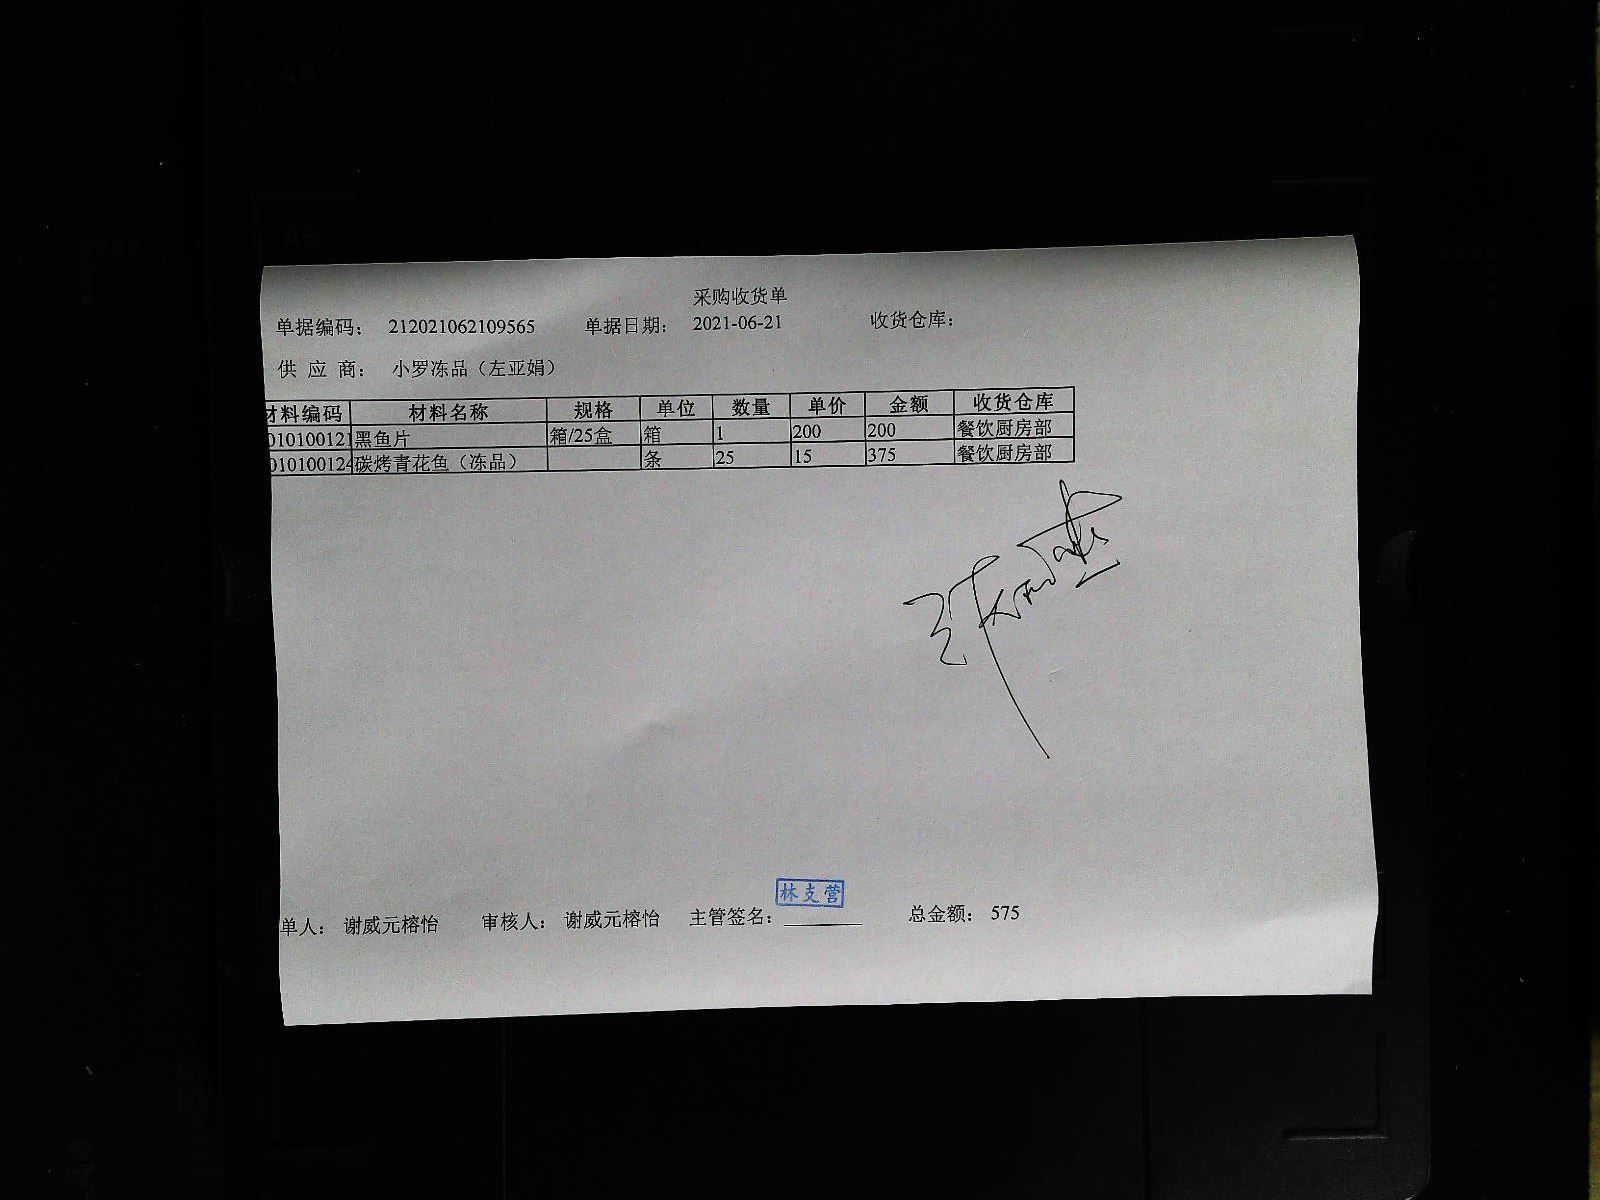 采购收货单
单据编码： 212021062109565 单据日期： 2021-06-21 收货仓库：
供 应 商： 小罗冻品（左亚娟）
材料编码 材料名称 规格 单位 数量 单价 金额 收货仓库
010100121 黑鱼片 箱/25盒 箱 1 200 200 餐饮厨房部
010100124 碳烤青花鱼（冻品） 条 25 15 375 餐饮厨房部
林支营
单人： 谢威元榕怡 审核人： 谢威元榕怡 主管签名： 总金额： 575